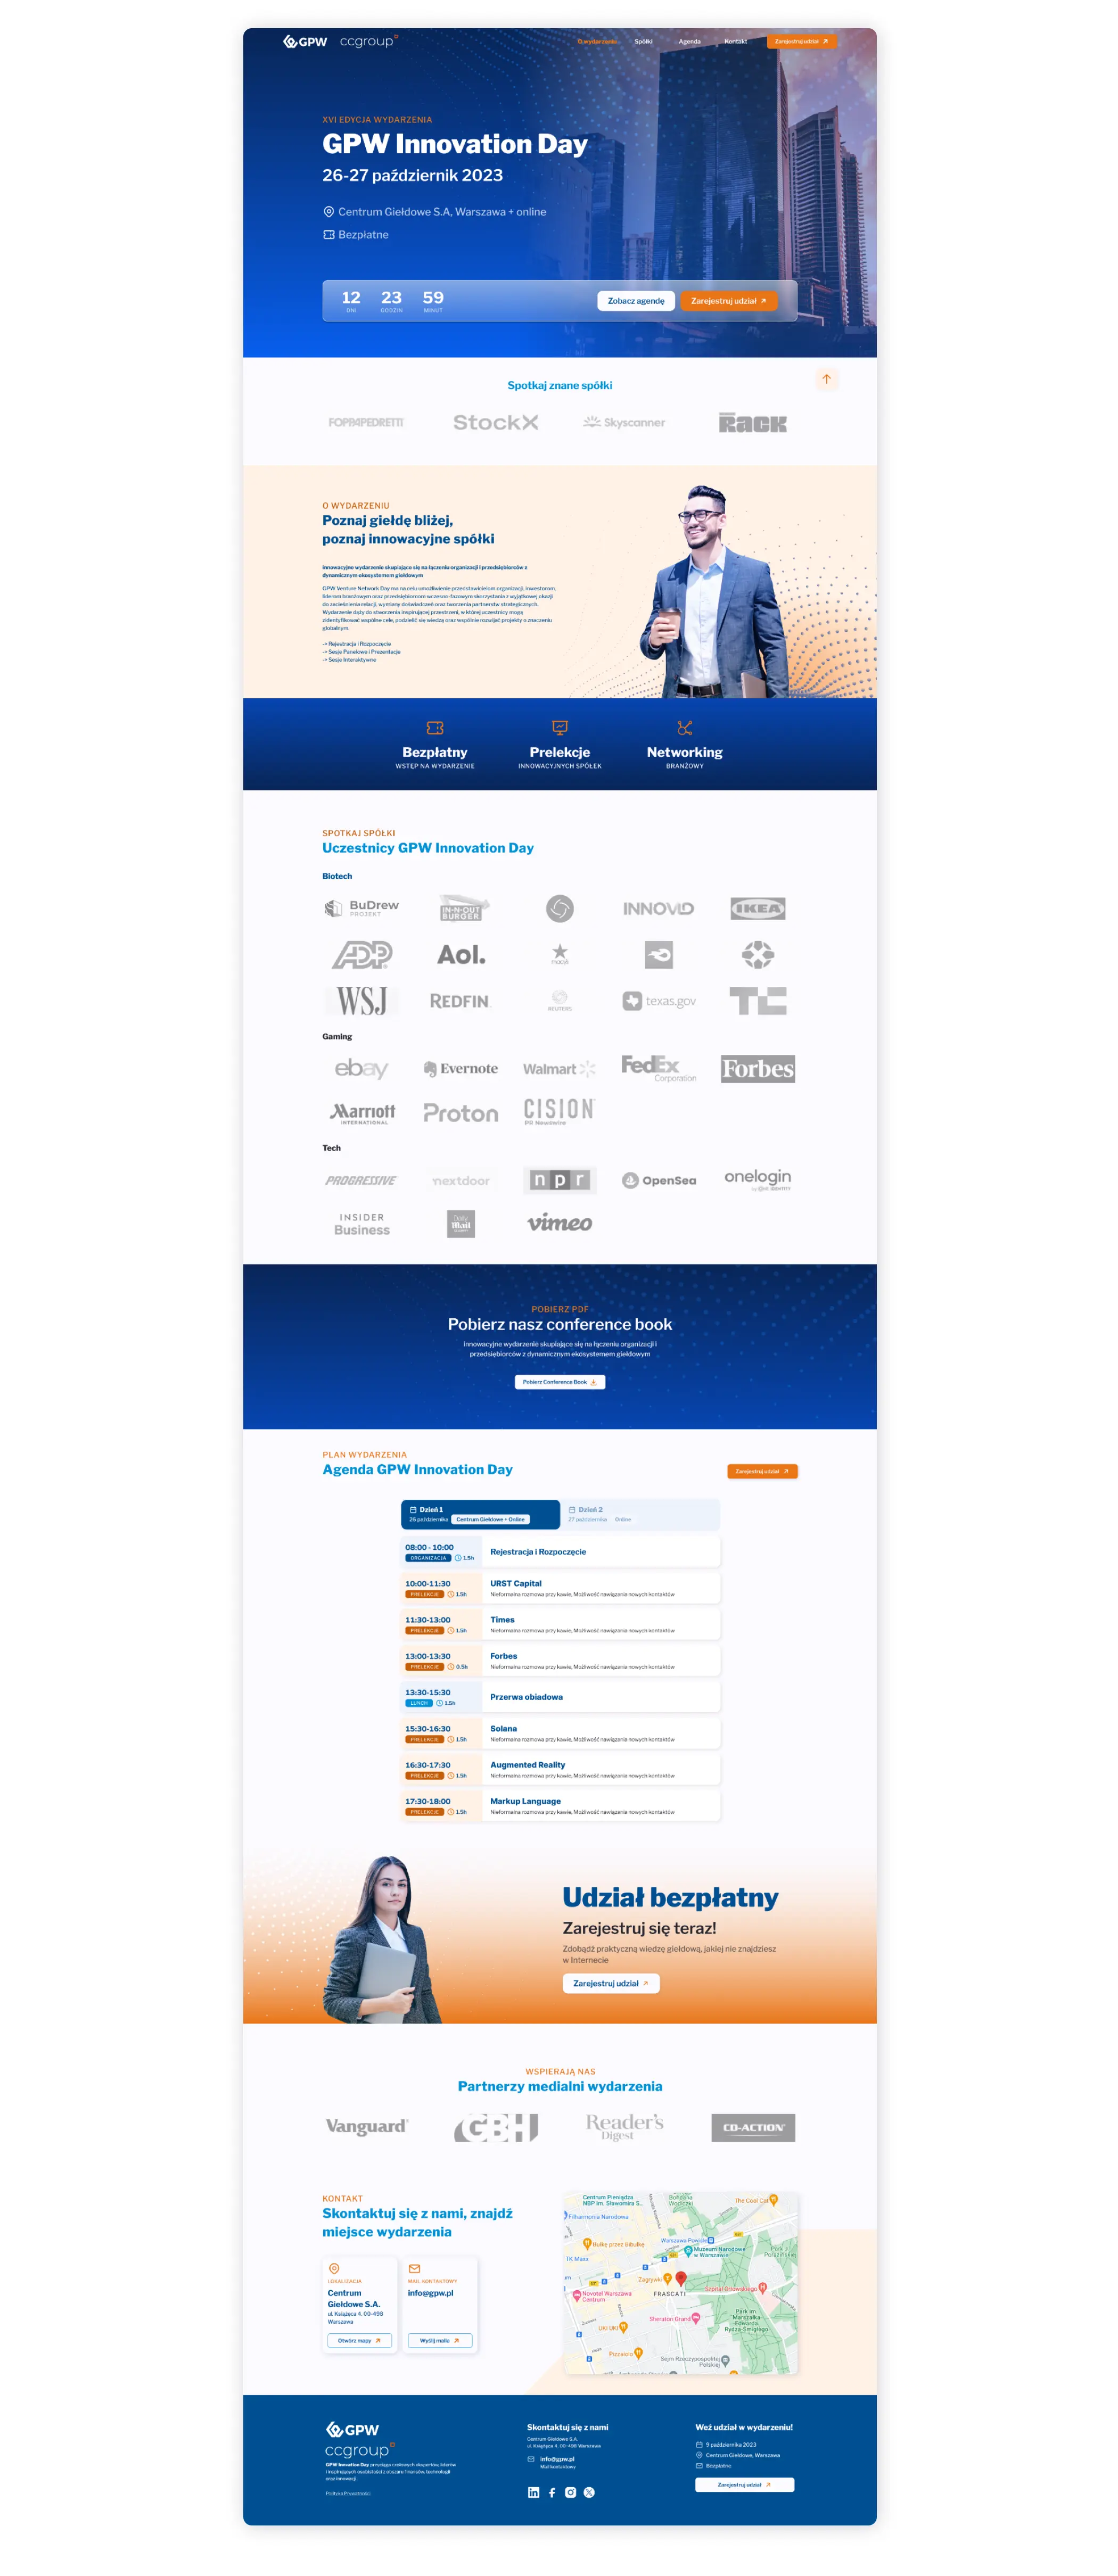 GPW ccgroup
O wydarzeniu Spółki Agenda Kontakt Zarejestruj udział
XVI EDYCJA WYDARZENIA
GPW Innovation Day
26-27 październik 2023
Centrum Giełdowe S.A, Warszawa + online
Bezpłatne
12 23 59
DNI GODZIN MINUT
Zobacz agendę Zarejestruj udział
Spotkaj znane spółki
FOPPAPEDRETTI StockX Skyscanner Rack
O WYDARZENIU
Poznaj giełdę bliżej,
poznaj innowacyjne spółki
Innowacyjne wydarzenie skupiające się na łączeniu organizacji i przedsiębiorców z
dynamicznym ekosystemem giełdowym
GPW Venture Network Day ma na celu umożliwienie przedstawicielom organizacji, inwestorom,
liderom branżowym oraz przedsiębiorcom wczesno-fazowym skorzystania z wyjątkowej okazji
do zacieśnienia relacji, wymiany doświadczeń oraz tworzenia partnerstw strategicznych.
Wydarzenie dąży do stworzenia inspirującej przestrzeni, w której uczestnicy mogą
zidentyfikować wspólne cele, podzielić się wiedzą oraz wspólnie rozwijać projekty o znaczeniu
globalnym.
-> Rejestracja i Rozpoczęcie
-> Sesje Panelowe i Prezentacje
-> Sesje Interaktywne
Bezpłatny Prelekcje Networking
WSTĘP NA WYDARZENIE INNOWACYJNYCH SPÓŁEK BRANŻOWY
SPOTKAJ SPÓŁKI
Uczestnicy GPW Innovation Day
Biotech
BuDrew PROJEKT IN-N-OUT BURGER INNOVID IKEA
ADP Aol. macys
WSJ REDFIN REUTERS texas.gov TC
Gaming
ebay Evernote Walmart FedEx Corporation Forbes
Marriott INTERNATIONAL Proton CISION PR Newswire
Tech
PROGRESSIVE nextdoor npr OpenSea onelogin by ONE IDENTITY
INSIDER Business Daily Mail vimeo
POBIERZ PDF
Pobierz nasz conference book
innowacyjne wydarzenie skupiające się na łączeniu organizacji i
przedsiębiorców z dynamicznym ekosystemem giełdowym
Pobierz Conference Book
PLAN WYDARZENIA
Agenda GPW Innovation Day
Zarejestruj udział
Dzień 1 Dzień 2
26 października Centrum Giełdowe + Online 27 października Online
08:00 - 10:00
ORGANIZACJA 1.5h
Rejestracja i Rozpoczęcie
10:00-11:30
PRELEKCJE 1.5h
URST Capital
Nieformalna rozmowa przy kawie, Możliwość nawiązania nowych kontaktów
11:30-13:00
PRELEKCJE 1.5h
Times
Nieformalna rozmowa przy kawie, Możliwość nawiązania nowych kontaktów
13:00-13:30
PRELEKCJE 0.5h
Forbes
Nieformalna rozmowa przy kawie, Możliwość nawiązania nowych kontaktów
13:30-15:30
LUNCH 1.5h
Przerwa obiadowa
15:30-16:30
PRELEKCJE 1.5h
Solana
Nieformalna rozmowa przy kawie, Możliwość nawiązania nowych kontaktów
16:30-17:30
PRELEKCJE 1.5h
Augmented Reality
Nieformalna rozmowa przy kawie, Możliwość nawiązania nowych kontaktów
17:30-18:00
PRELEKCJE 1.5h
Markup Language
Nieformalna rozmowa przy kawie, Możliwość nawiązania nowych kontaktów
Udział bezpłatny
Zarejestruj się teraz!
Zdobądź praktyczną wiedzę giełdową, jakiej nie znajdziesz
w Internecie
Zarejestruj udział
WSPIERAJĄ NAS
Partnerzy medialni wydarzenia
Vanguard GBH Reader's Digest CD-ACTION
KONTAKT
Skontaktuj się z nami, znajdź
miejsce wydarzenia
LOKALIZACJA
Centrum
Giełdowe S.A.
ul. Książęca 4, 00-498
Warszawa
Otwórz mapy
MAIL KONTAKTOWY
info@gpw.pl
Wyślij maila
Centrum Pieniądza
NBP im. Sławomira S...
The Cool Cat
Filharmonia Narodowa
Bułkę przez Bibułkę
Warszawa Powiśle
Muzeum Narodowe
w Warszawie
TK Maxx
Zagrywki
Novotel Warszawa
Centrum
FRASCATI
Szpital Orłowskiego
Sheraton Grand
UKI UKI
Park im.
Marszałka
Edwarda
Rydza-Śmigłego
Pizzaiolo
Sejm Rzeczypospolitej
Polskiej
GPW
ccgroup
GPW Innovation Day przyciąga czołowych ekspertów, liderów
i inspirujących osobistości z obszaru finansów, technologii
oraz innowacji.
Polityka Prywatności
Skontaktuj się z nami
Centrum Giełdowe S.A.
ul. Książęca 4, 00-498 Warszawa
info@gpw.pl
Mail kontaktowy
Weź udział w wydarzeniu!
9 października 2023
Centrum Giełdowe, Warszawa
Bezpłatne
Zarejestruj udział